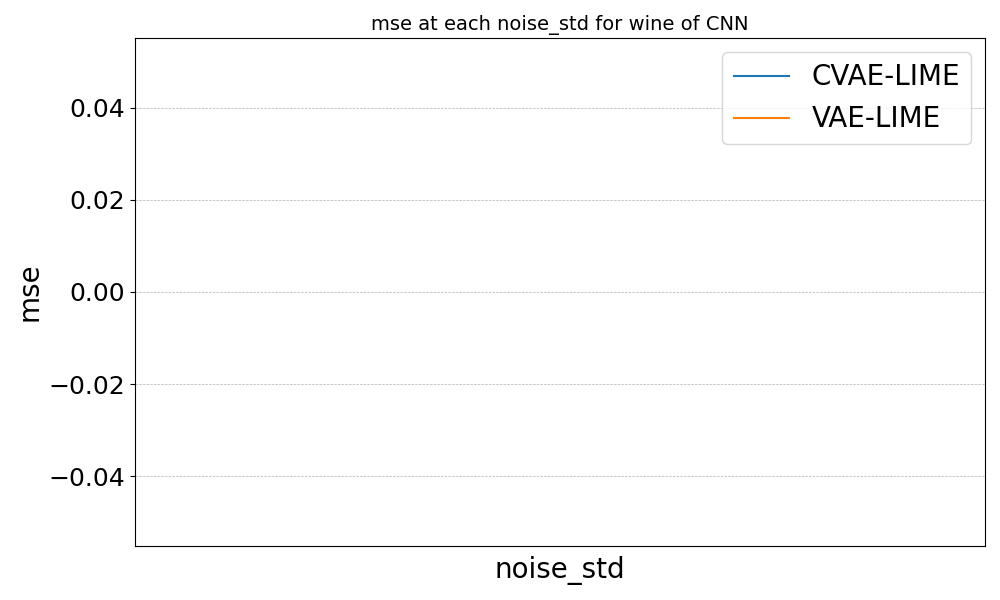 mse at each noise_std for wine of CNN
CVAE-LIME
VAE-LIME
0.04
0.02
0.00
−0.02
−0.04
mse
noise_std